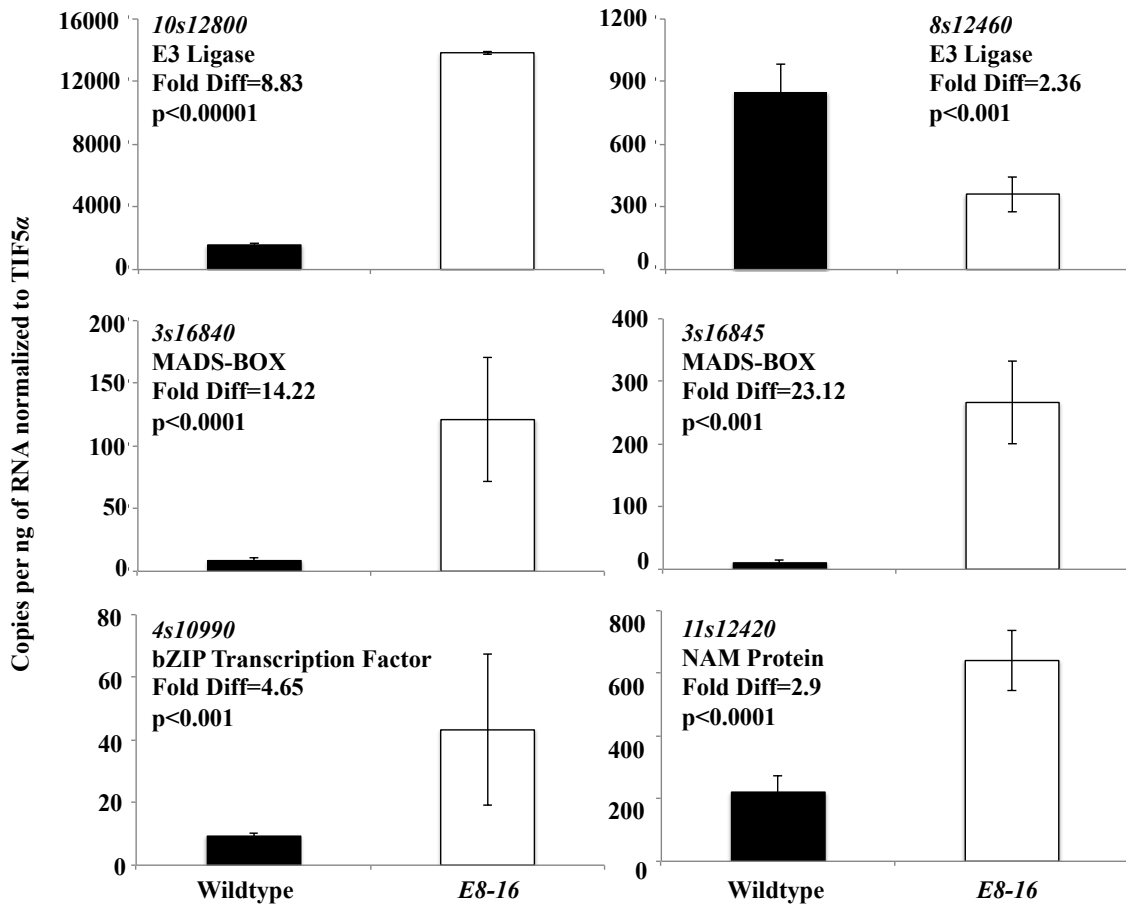 Copies per ng of RNA normalized to TIF5α
16000
12000
8000
4000
0
10s12800
E3 Ligase
Fold Diff=8.83
p<0.00001
1200
900
600
300
0
8s12460
E3 Ligase
Fold Diff=2.36
p<0.001
200
150
100
50
0
3s16840
MADS-BOX
Fold Diff=14.22
p<0.0001
400
300
200
100
0
3s16845
MADS-BOX
Fold Diff=23.12
p<0.001
80
60
40
20
0
4s10990
bZIP Transcription Factor
Fold Diff=4.65
p<0.001
800
600
400
200
0
11s12420
NAM Protein
Fold Diff=2.9
p<0.0001
Wildtype
E8-16
Wildtype
E8-16